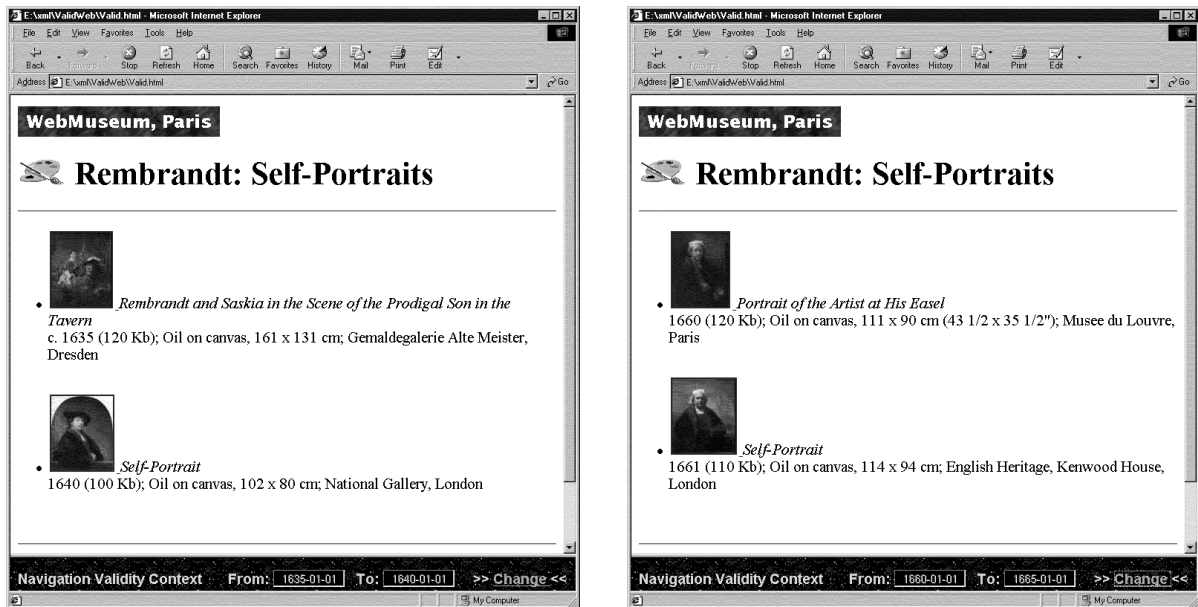 E:\xml\ValidWeb\Valid.html - Microsoft Internet Explorer
File Edit View Favorites Tools Help
Back Forward Stop Refresh Home Search Favorites History Mail Print Edit
Address E:\xml\ValidWeb\Valid.html Go
WebMuseum, Paris
Rembrandt: Self-Portraits
Rembrandt and Saskia in the Scene of the Prodigal Son in the
Tavern
c. 1635 (120 Kb); Oil on canvas, 161 x 131 cm; Gemaldegalerie Alte Meister,
Dresden
Self-Portrait
1640 (100 Kb); Oil on canvas, 102 x 80 cm; National Gallery, London
Navigation Validity Context From: 1635-01-01 To: 1640-01-01 >> Change <<
My Computer
E:\xml\ValidWeb\Valid.html - Microsoft Internet Explorer
File Edit View Favorites Tools Help
Back Forward Stop Refresh Home Search Favorites History Mail Print Edit
Address E:\xml\ValidWeb\Valid.html Go
WebMuseum, Paris
Rembrandt: Self-Portraits
Portrait of the Artist at His Easel
1660 (120 Kb); Oil on canvas, 111 x 90 cm (43 1/2 x 35 1/2"); Musee du Louvre,
Paris
Self-Portrait
1661 (110 Kb); Oil on canvas, 114 x 94 cm; English Heritage, Kenwood House,
London
Navigation Validity Context From: 1660-01-01 To: 1665-01-01 >> Change <<
My Computer